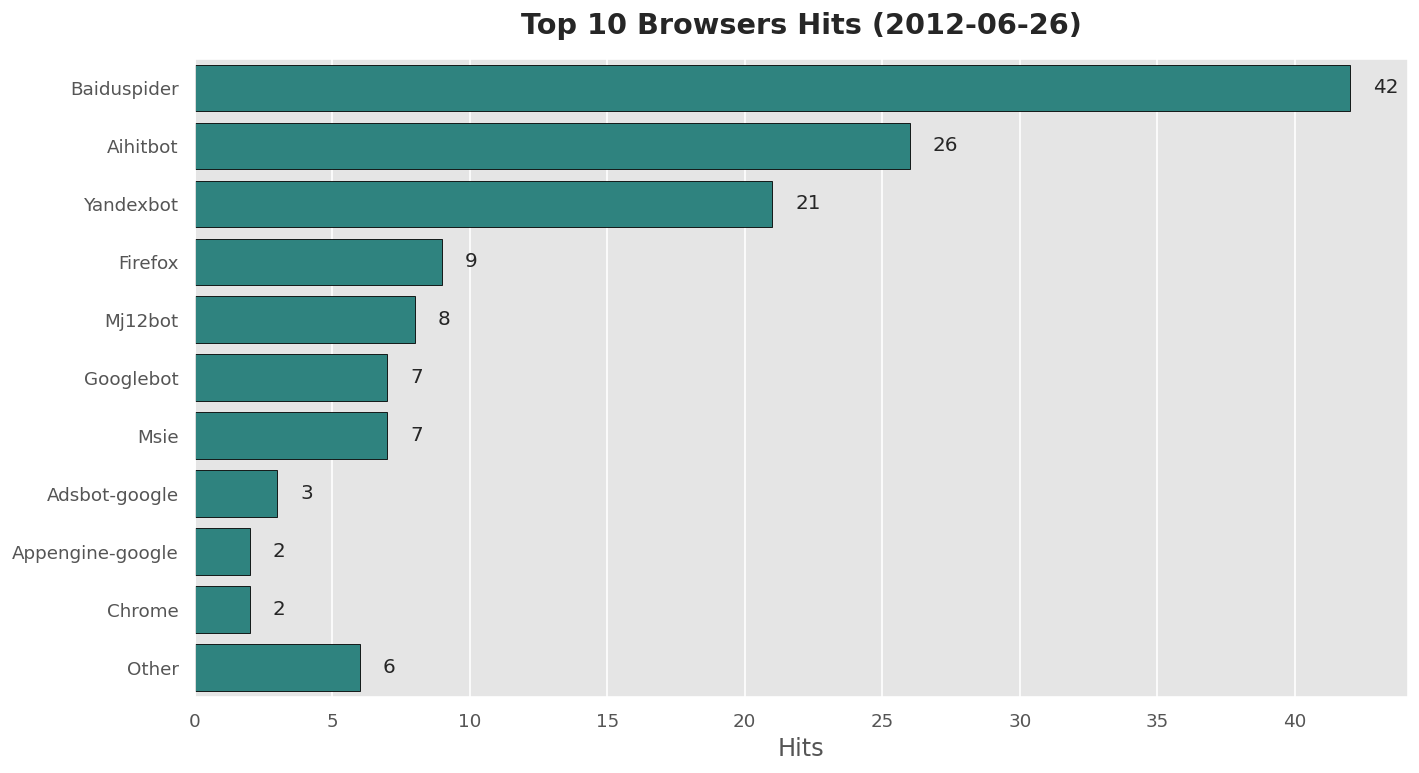 Top 10 Browsers Hits (2012-06-26)
Baiduspider 42
Aihitbot 26
Yandexbot 21
Firefox 9
Mj12bot 8
Googlebot 7
Msie 7
Adsbot-google 3
Appengine-google 2
Chrome 2
Other 6
0 5 10 15 20 25 30 35 40
Hits